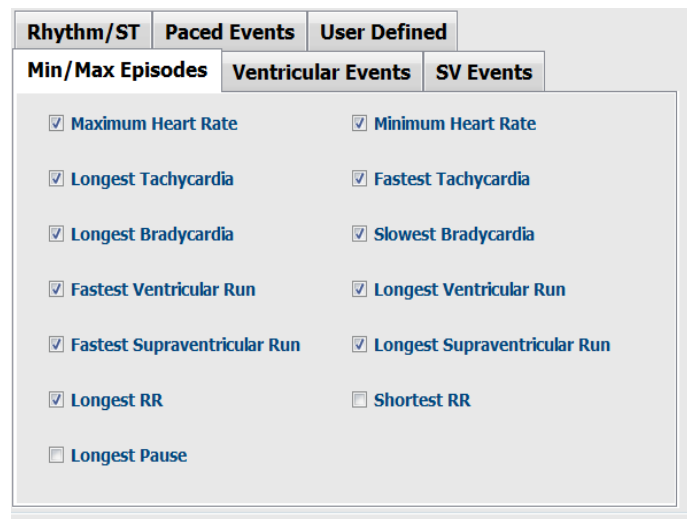 Rhythm/ST Paced Events User Defined
Min/Max Episodes Ventricular Events SV Events
Maximum Heart Rate Minimum Heart Rate
Longest Tachycardia Fastest Tachycardia
Longest Bradycardia Slowest Bradycardia
Fastest Ventricular Run Longest Ventricular Run
Fastest Supraventricular Run Longest Supraventricular Run
Longest RR Shortest RR
Longest Pause